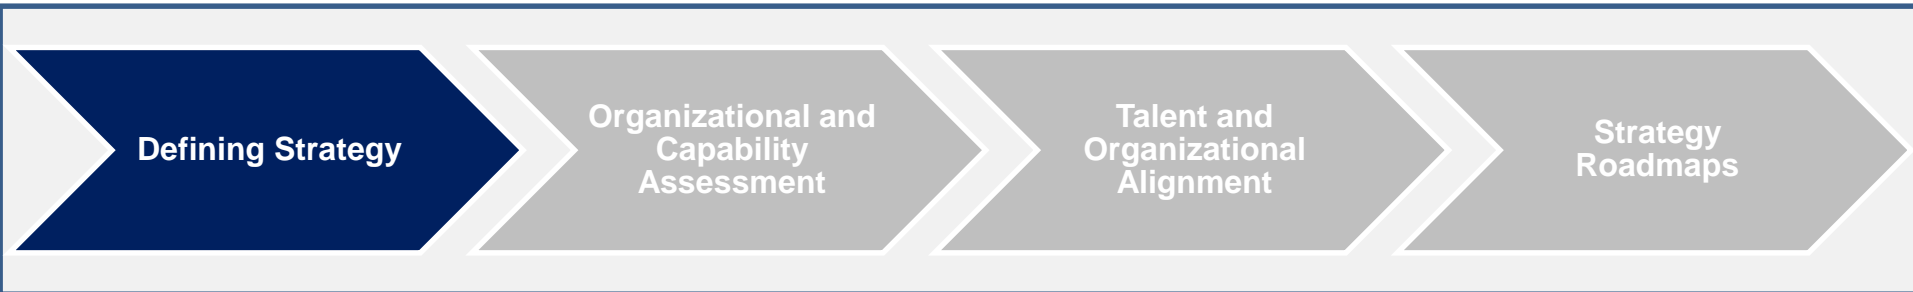 Defining Strategy
Organizational and
Capability
Assessment
Talent and
Organizational
Alignment
Strategy
Roadmaps